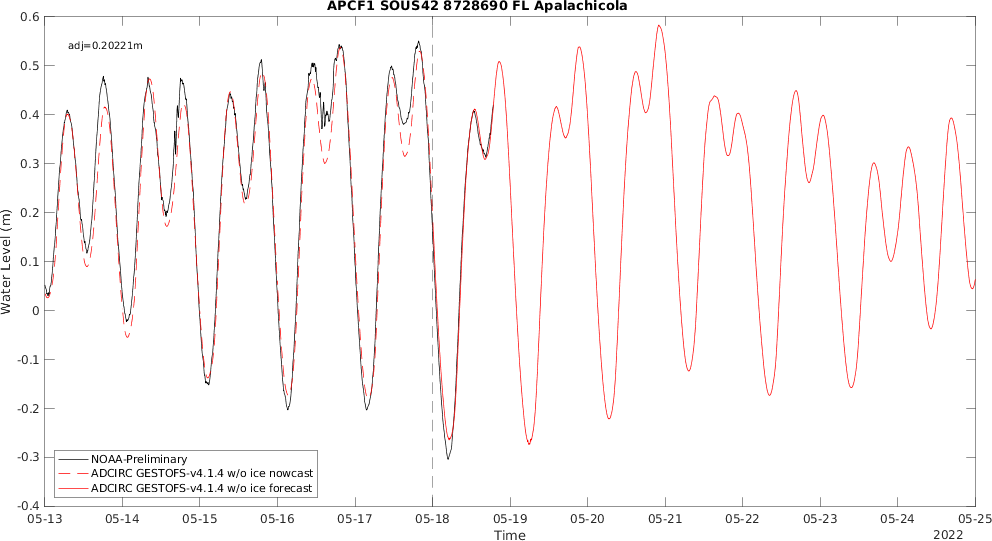 APCF1 SOUS42 8728690 FL Apalachicola
adj=0.20221m
0.6
0.5
0.4
0.3
0.2
0.1
0
-0.1
-0.2
-0.3
-0.4
Water Level (m)
NOAA-Preliminary
ADCIRC GESTOFS-v4.1.4 w/o ice nowcast
ADCIRC GESTOFS-v4.1.4 w/o ice forecast
05-13 05-14 05-15 05-16 05-17 05-18 05-19 05-20 05-21 05-22 05-23 05-24 05-25
Time
2022